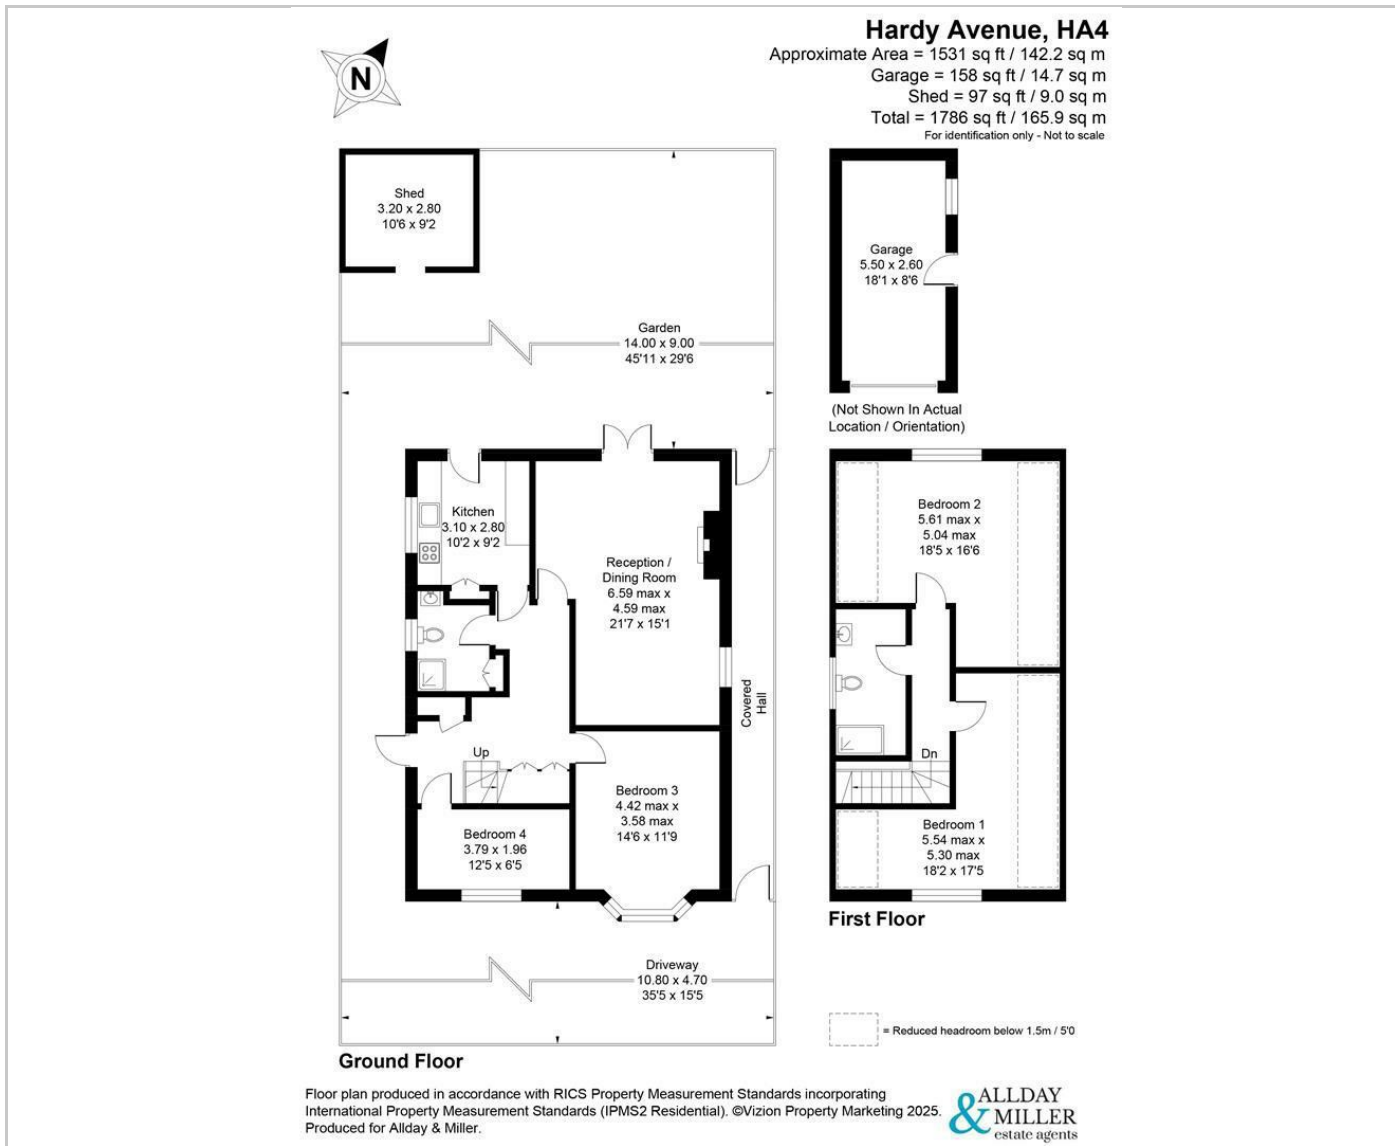 Hardy Avenue, HA4
Approximate Area = 1531 sq ft / 142.2 sq m
Garage = 158 sq ft / 14.7 sq m
Shed = 97 sq ft / 9.0 sq m
Total = 1786 sq ft / 165.9 sq m
For identification only - Not to scale
N
Shed
3.20 x 2.80
10'6 x 9'2
Garage
5.50 x 2.60
18'1 x 8'6
(Not Shown In Actual
Location / Orientation)
Garden
14.00 x 9.00
45'11 x 29'6
Kitchen
3.10 x 2.80
10'2 x 9'2
Reception /
Dining Room
6.59 max x
4.59 max
21'7 x 15'1
Covered
Hall
Up
Bedroom 3
4.42 max x
3.58 max
14'6 x 11'9
Bedroom 4
3.79 x 1.96
12'5 x 6'5
Driveway
10.80 x 4.70
35'5 x 15'5
Ground Floor
Bedroom 2
5.61 max x
5.04 max
18'5 x 16'6
Dn
Bedroom 1
5.54 max x
5.30 max
18'2 x 17'5
First Floor
= Reduced headroom below 1.5m / 5'0
Floor plan produced in accordance with RICS Property Measurement Standards incorporating
International Property Measurement Standards (IPMS2 Residential). ©Vizion Property Marketing 2025.
Produced for Allday & Miller.
ALLDAY
& MILLER
estate agents